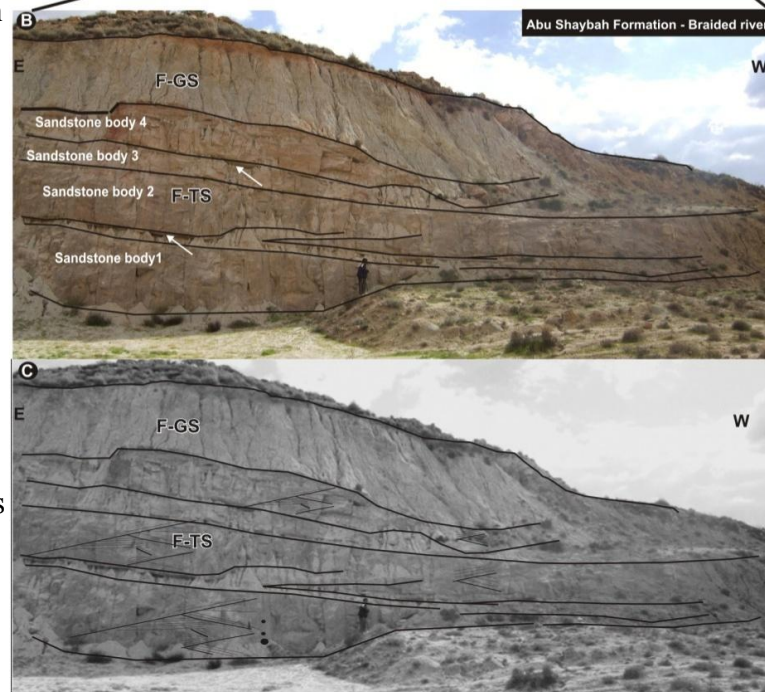 B
Abu Shaybah Formation - Braided river
E
W
F-GS
Sandstone body 4
Sandstone body 3
Sandstone body 2
F-TS
Sandstone body1
C
E
W
F-GS
F-TS